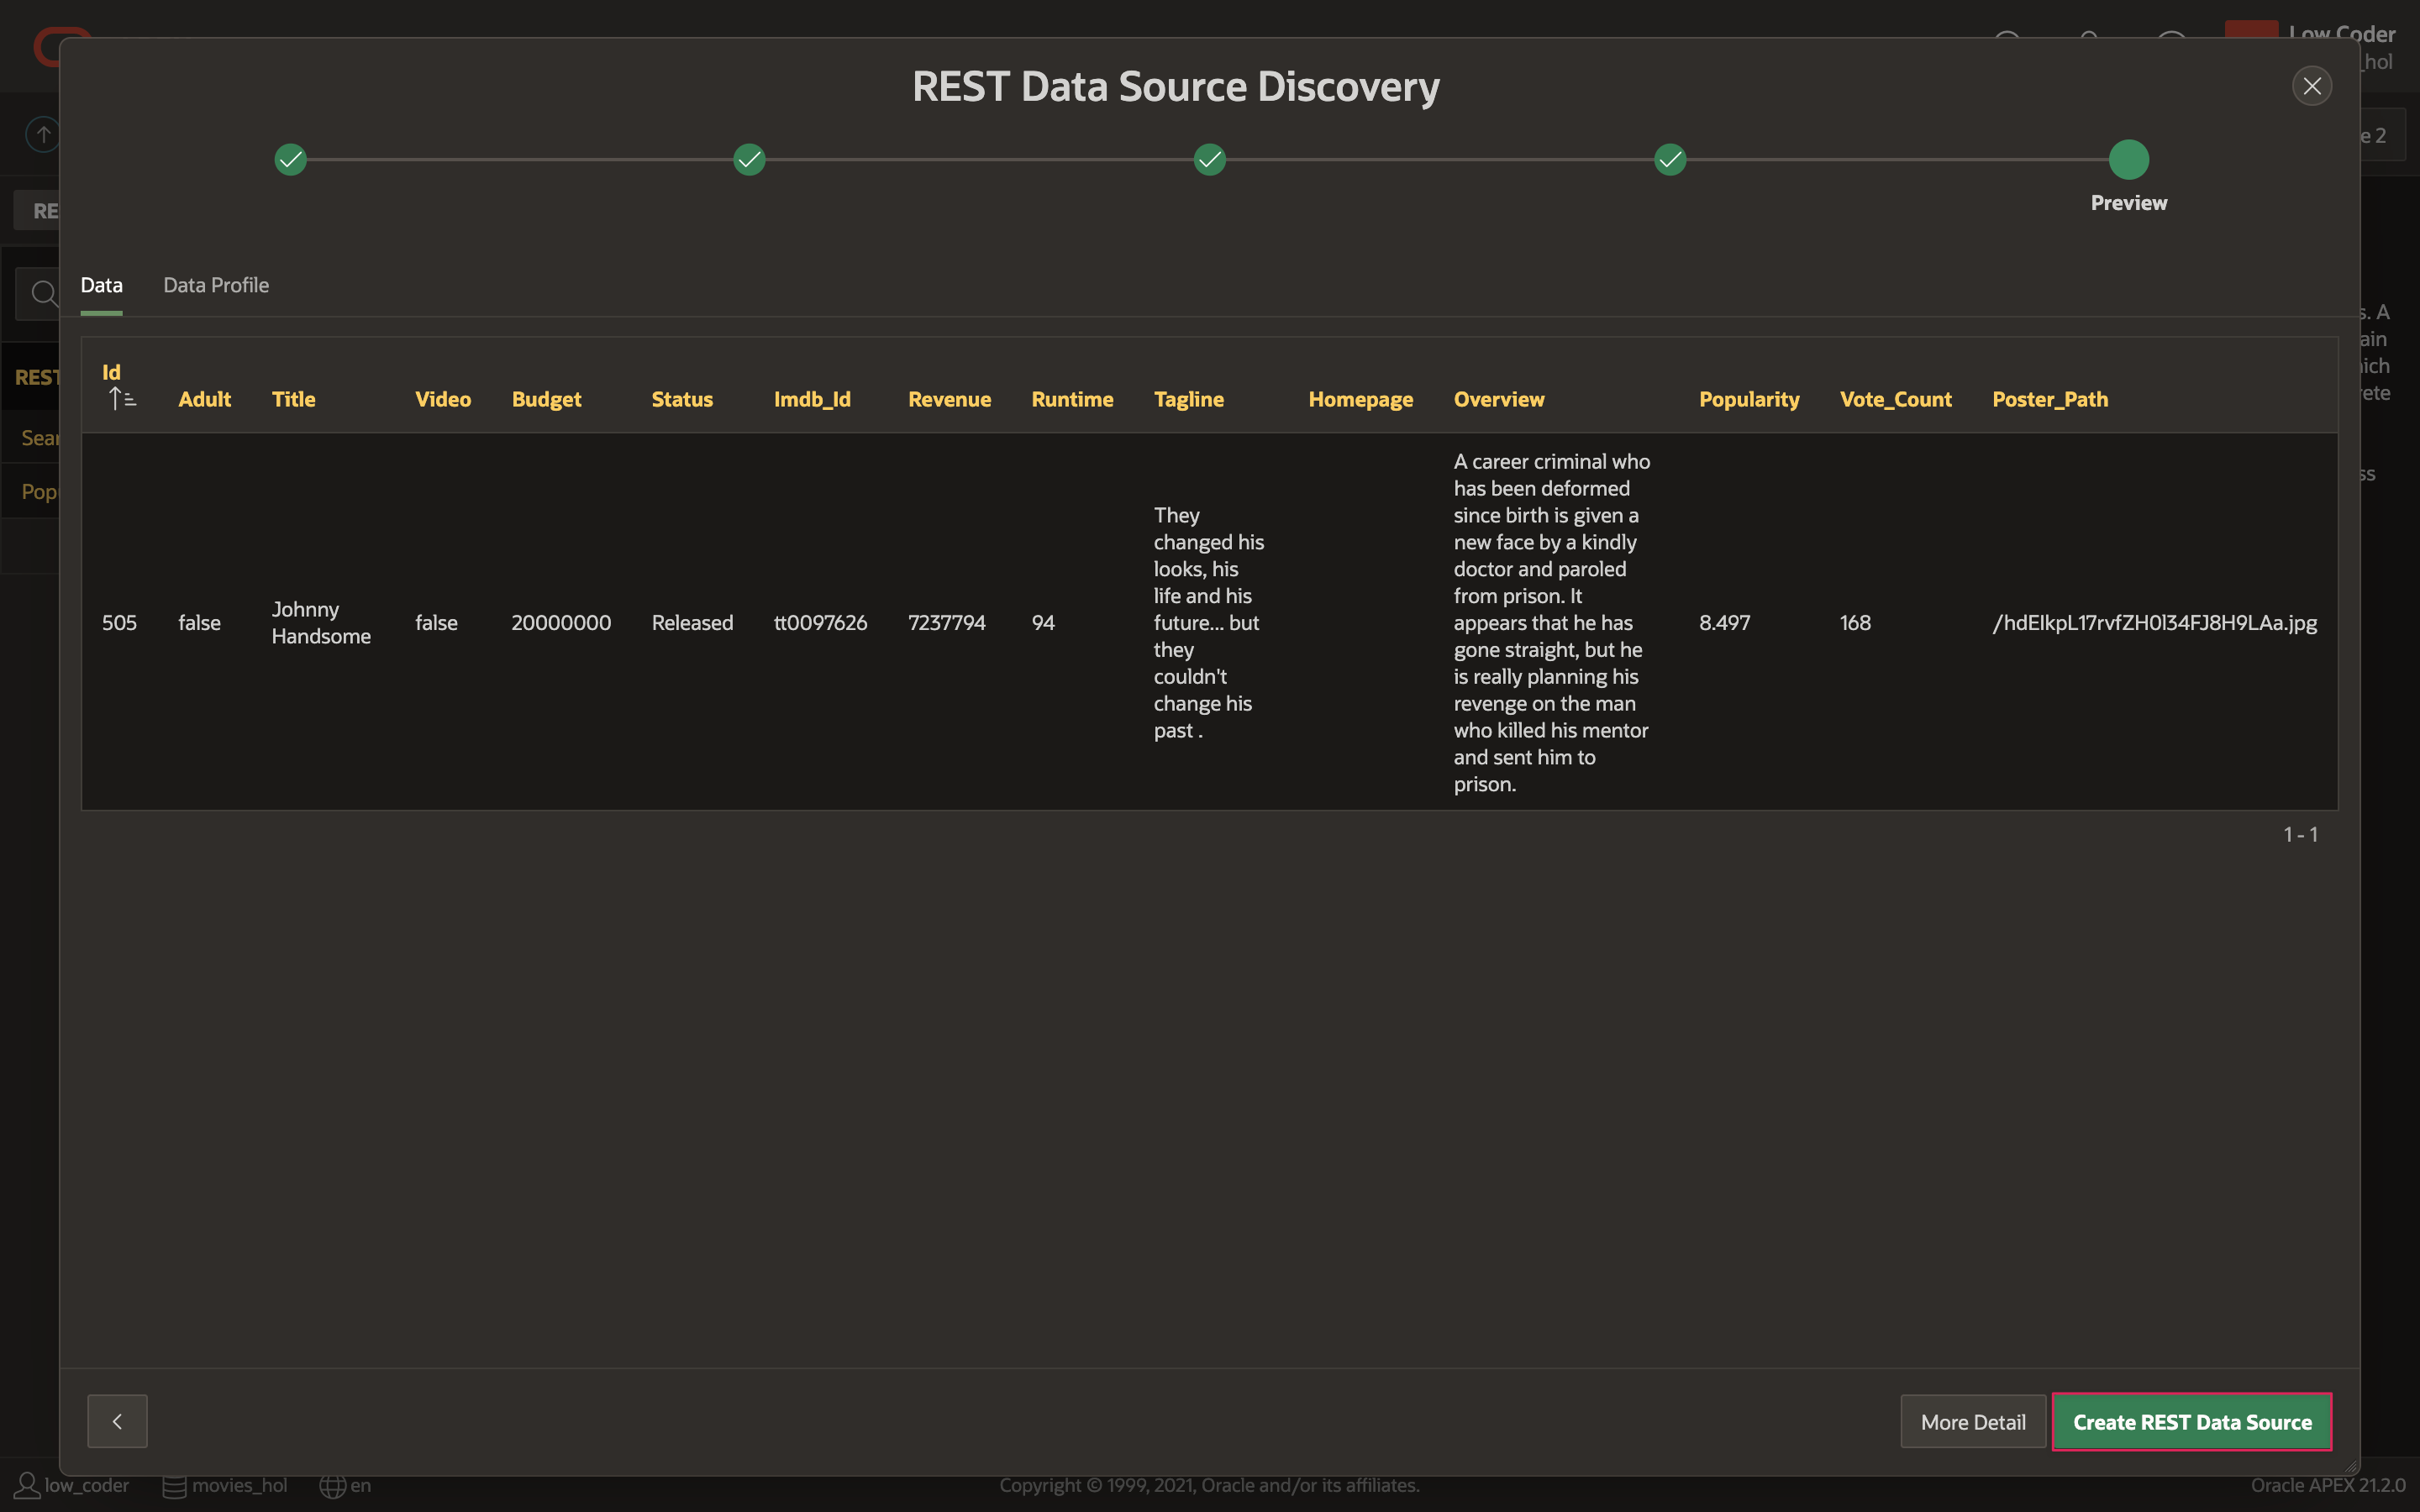 Low Coder
_hol
REST Data Source Discovery
e 2
Preview
RE
Data
Data Profile
s. A
ain
ich
ete
ss
REST
Sear
Popu
Id
Adult
Title
Video
Budget
Status
Imdb_Id
Revenue
Runtime
Tagline
Homepage
Overview
Popularity
Vote_Count
Poster_Path
505
false
Johnny
Handsome
false
20000000
Released
tt0097626
7237794
94
They
changed his
looks, his
life and his
future... but
they
couldn't
change his
past .
A career criminal who
has been deformed
since birth is given a
new face by a kindly
doctor and paroled
from prison. It
appears that he has
gone straight, but he
is really planning his
revenge on the man
who killed his mentor
and sent him to
prison.
8.497
168
/hdElkpL17rvfZH0l34FJ8H9LAa.jpg
1 - 1
More Detail
Create REST Data Source
low_coder
movies_hol
en
Copyright © 1999, 2021, Oracle and/or its affiliates.
Oracle APEX 21.2.0